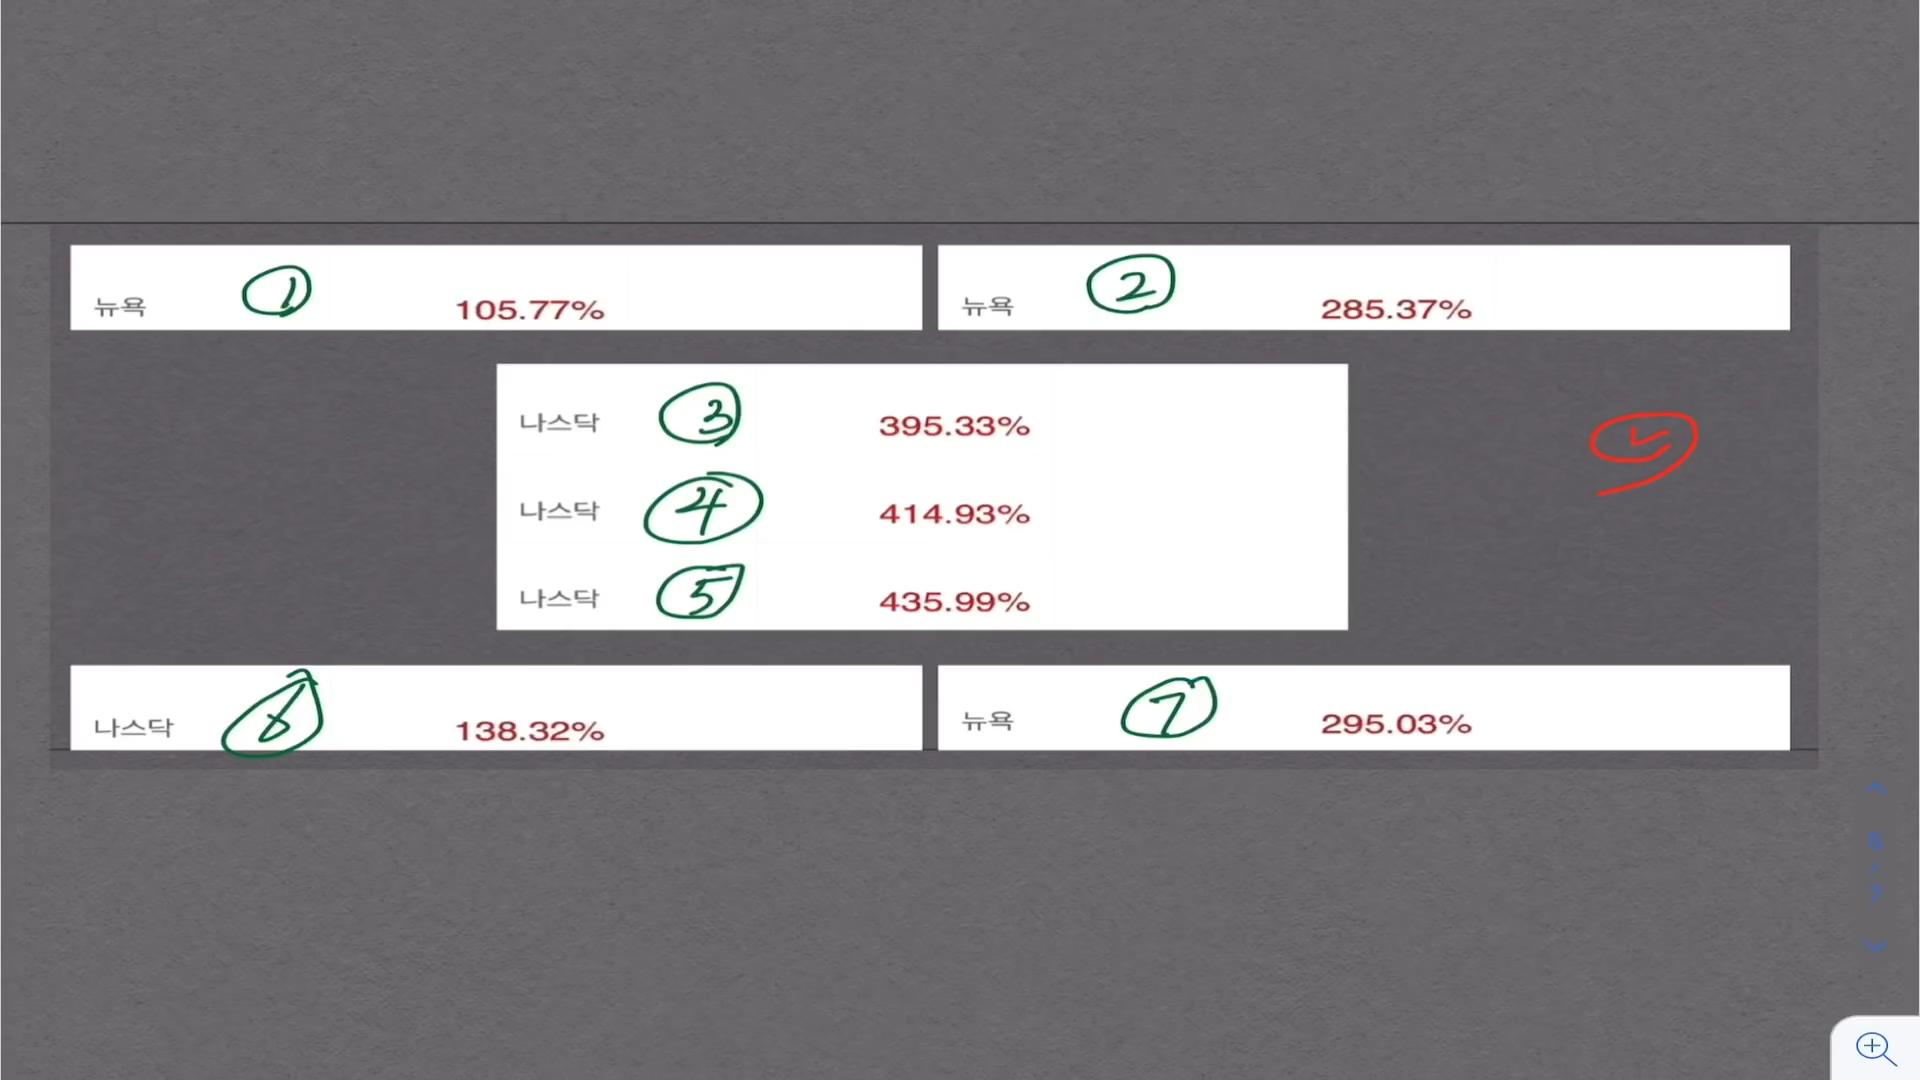 뉴욕 ① 105.77%
뉴욕 ② 285.37%
나스닥 ③ 395.33%
나스닥 ④ 414.93%
나스닥 ⑤ 435.99%
나스닥 ⑥ 138.32%
뉴욕 ⑦ 295.03%